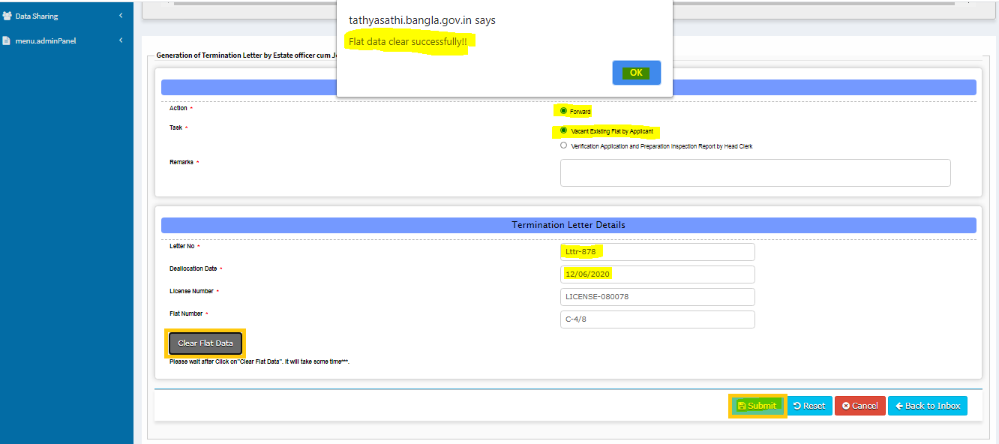 Data Sharing
menu.adminPanel
tathyasathi.bangla.gov.in says
Flat data clear successfully!!
OK
Generation of Termination Letter by Estate officer cum J
Action *
Forward
Task *
Vacant Existing Flat by Applicant
Verification Application and Preparation Inspection Report by Head Clerk
Remarks *
Termination Letter Details
Letter No *
Lttr-878
Deallocation Date *
12/06/2020
License Number *
LICENSE-080078
Flat Number *
C-4/8
Clear Flat Data
Please wait after Click on"Clear Flat Data". It will take some time***.
Submit
Reset
Cancel
Back to Inbox